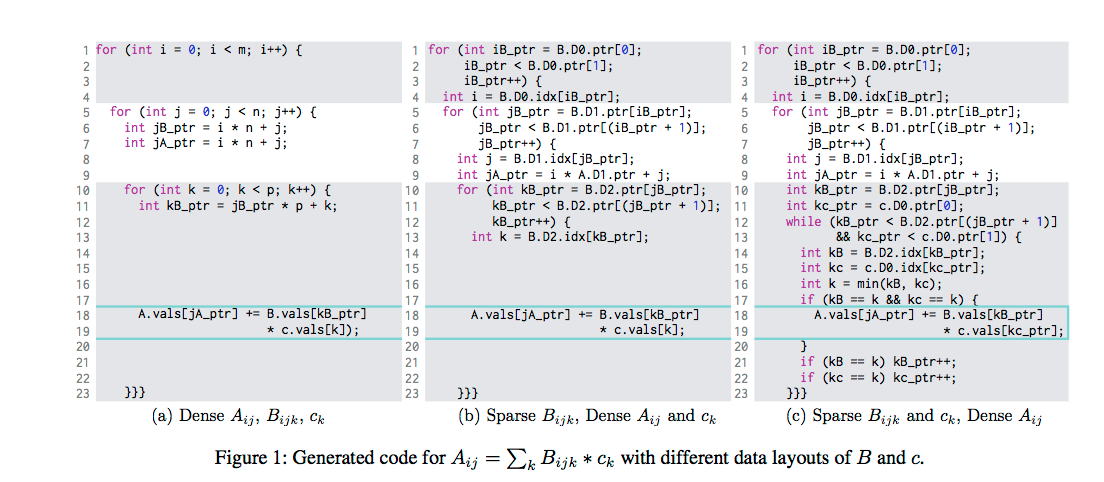 1 for (int i = 0; i < m; i++) {
2
3
4
5 for (int j = 0; j < n; j++) {
6 int jB_ptr = i * n + j;
7 int jA_ptr = i * n + j;
8
9
10 for (int k = 0; k < p; k++) {
11 int kB_ptr = jB_ptr * p + k;
12
13
14
15
16
17
18 A.vals[jA_ptr] += B.vals[kB_ptr]
19 * c.vals[k]);
20
21
22
23 }}}
(a) Dense A_{ij}, B_{ijk}, c_k
1 for (int iB_ptr = B.D0.ptr[0];
2 iB_ptr < B.D0.ptr[1];
3 iB_ptr++) {
4 int i = B.D0.idx[iB_ptr];
5 for (int jB_ptr = B.D1.ptr[iB_ptr];
6 jB_ptr < B.D1.ptr[(iB_ptr + 1)];
7 jB_ptr++) {
8 int j = B.D1.idx[jB_ptr];
9 int jA_ptr = i * A.D1.ptr + j;
10 for (int kB_ptr = B.D2.ptr[jB_ptr];
11 kB_ptr < B.D2.ptr[(jB_ptr + 1)];
12 kB_ptr++) {
13 int k = B.D2.idx[kB_ptr];
14
15
16
17
18 A.vals[jA_ptr] += B.vals[kB_ptr]
19 * c.vals[k];
20
21
22
23 }}}
(b) Sparse B_{ijk}, Dense A_{ij} and c_k
1 for (int iB_ptr = B.D0.ptr[0];
2 iB_ptr < B.D0.ptr[1];
3 iB_ptr++) {
4 int i = B.D0.idx[iB_ptr];
5 for (int jB_ptr = B.D1.ptr[iB_ptr];
6 jB_ptr < B.D1.ptr[(iB_ptr + 1)];
7 jB_ptr++) {
8 int j = B.D1.idx[jB_ptr];
9 int jA_ptr = i * A.D1.ptr + j;
10 int kB_ptr = B.D2.ptr[jB_ptr];
11 int kc_ptr = c.D0.ptr[0];
12 while (kB_ptr < B.D2.ptr[(jB_ptr + 1)]
13 && kc_ptr < c.D0.ptr[1]) {
14 int kB = B.D2.idx[kB_ptr];
15 int kc = c.D0.idx[kc_ptr];
16 int k = min(kB, kc);
17 if (kB == k && kc == k) {
18 A.vals[jA_ptr] += B.vals[kB_ptr]
19 * c.vals[kc_ptr];
20 }
21 if (kB == k) kB_ptr++;
22 if (kc == k) kc_ptr++;
23 }}}
(c) Sparse B_{ijk} and c_k, Dense A_{ij}
Figure 1: Generated code for A_{ij} = ∑_k B_{ijk} * c_k with different data layouts of B and c.